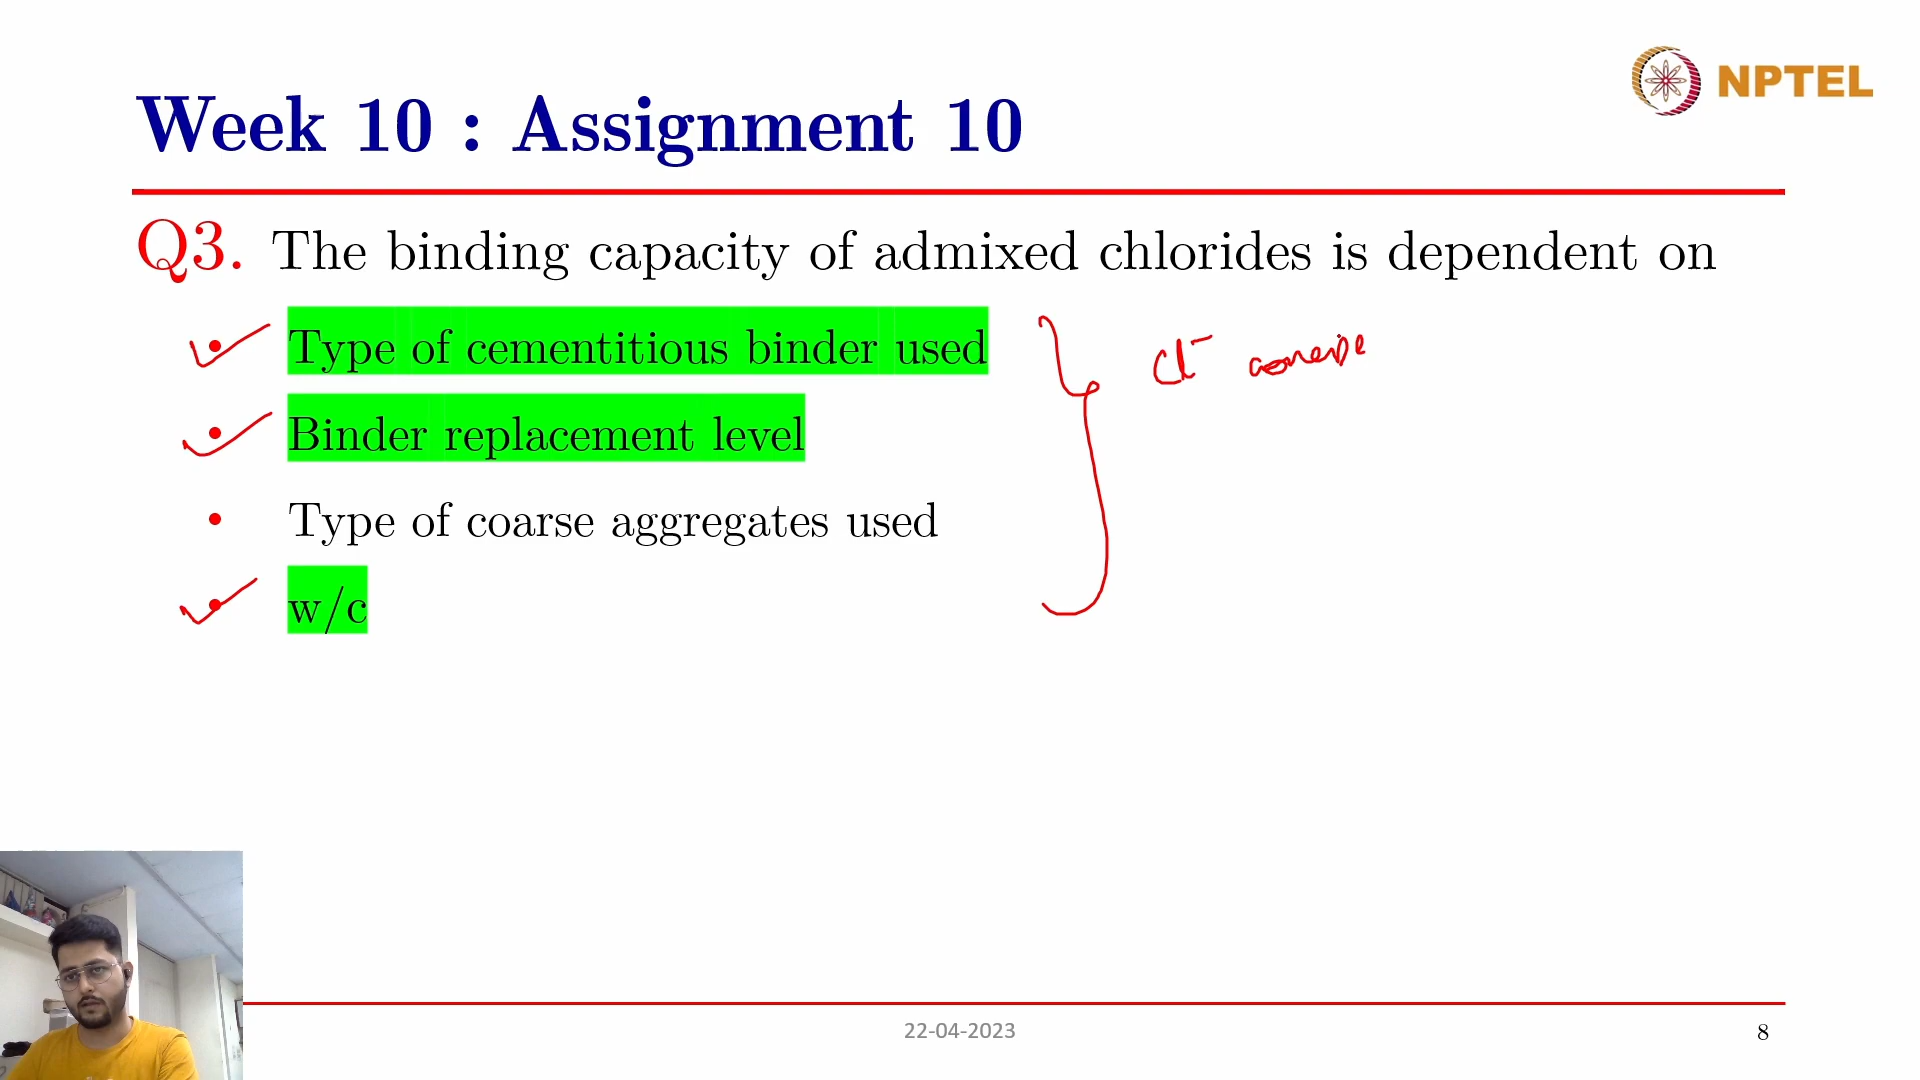 NPTEL
Week 10 : Assignment 10
Q3. The binding capacity of admixed chlorides is dependent on
• Type of cementitious binder used
• Binder replacement level
• Type of coarse aggregates used
• w/c
Cl⁻
22-04-2023
8